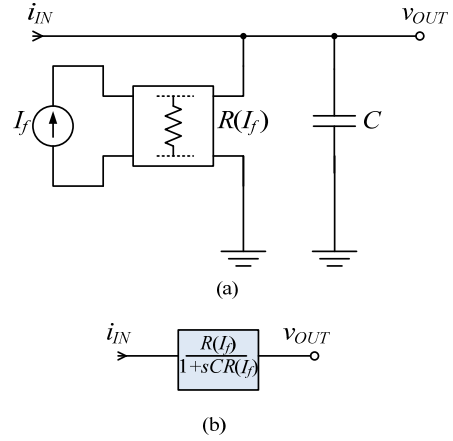 i_IN v_OUT
I_f R(I_f) C
(a)
i_IN R(I_f) v_OUT
1+sCR(I_f)
(b)